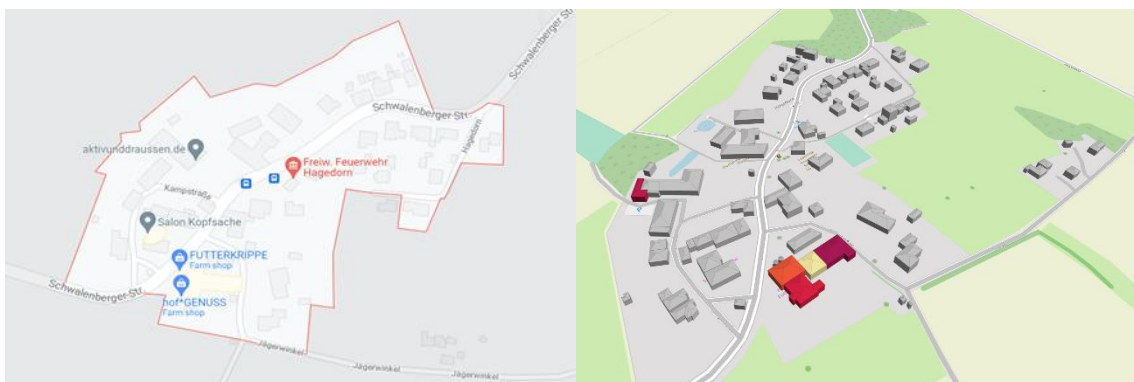 Schwalenberger Str
Schwalenberger Str.
aktivunddraussen.de
Freiw. Feuerwehr
Hagedorn
Hagedorn
Kampstraße
Salon Kopfsache
FUTTERKRIPPE
Farm shop
Schwalenberger-Str.
hof*GENUSS
Farm shop
Jägerwinkel
Jägerwinkel
Jägerwinkel